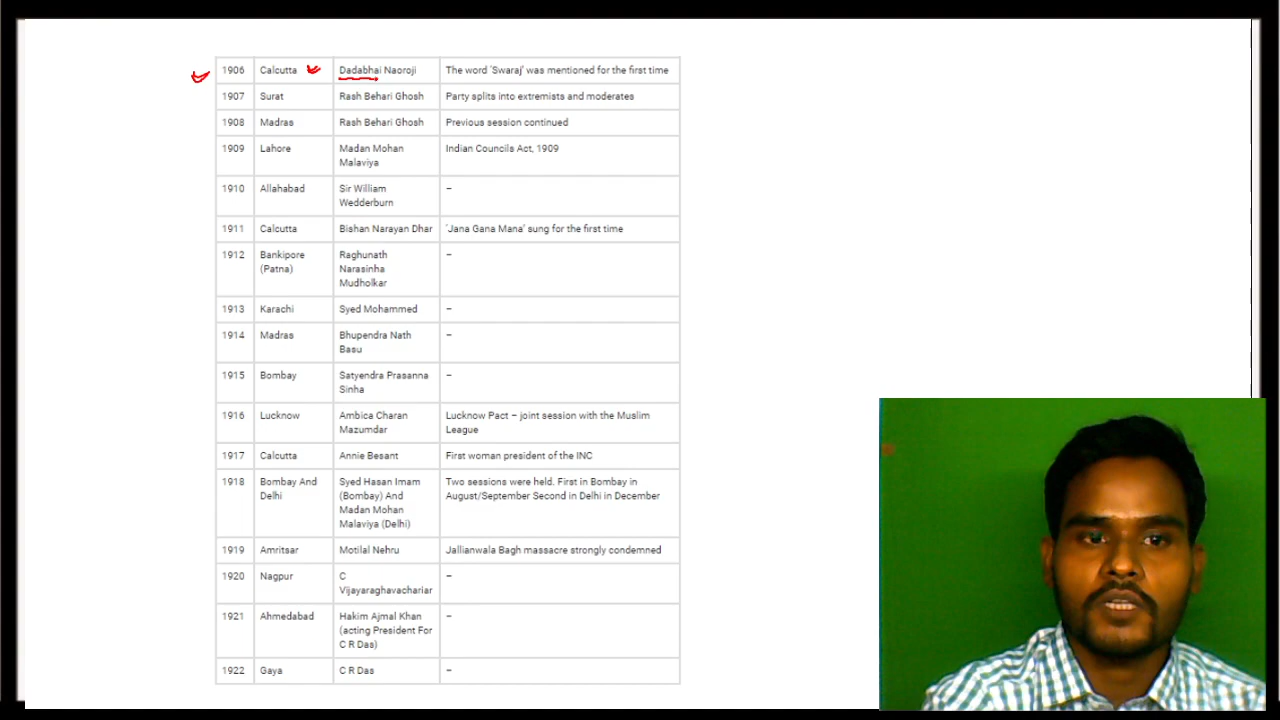 1906 Calcutta Dadabhai Naoroji The word 'Swaraj' was mentioned for the first time
1907 Surat Rash Behari Ghosh Party splits into extremists and moderates
1908 Madras Rash Behari Ghosh Previous session continued
1909 Lahore Madan Mohan Indian Councils Act, 1909
Malaviya
1910 Allahabad Sir William –
Wedderburn
1911 Calcutta Bishan Narayan Dhar 'Jana Gana Mana' sung for the first time
1912 Bankipore Raghunath –
(Patna) Narasinha
Mudholkar
1913 Karachi Syed Mohammed –
1914 Madras Bhupendra Nath –
Basu
1915 Bombay Satyendra Prasanna –
Sinha
1916 Lucknow Ambica Charan Lucknow Pact – joint session with the Muslim
Mazumdar League
1917 Calcutta Annie Besant First woman president of the INC
1918 Bombay And Syed Hasan Imam Two sessions were held. First in Bombay in
Delhi (Bombay) And August/September Second in Delhi in December
Madan Mohan
Malaviya (Delhi)
1919 Amritsar Motilal Nehru Jallianwala Bagh massacre strongly condemned
1920 Nagpur C –
Vijayaraghavachariar
1921 Ahmedabad Hakim Ajmal Khan –
(acting President For
C R Das)
1922 Gaya C R Das –